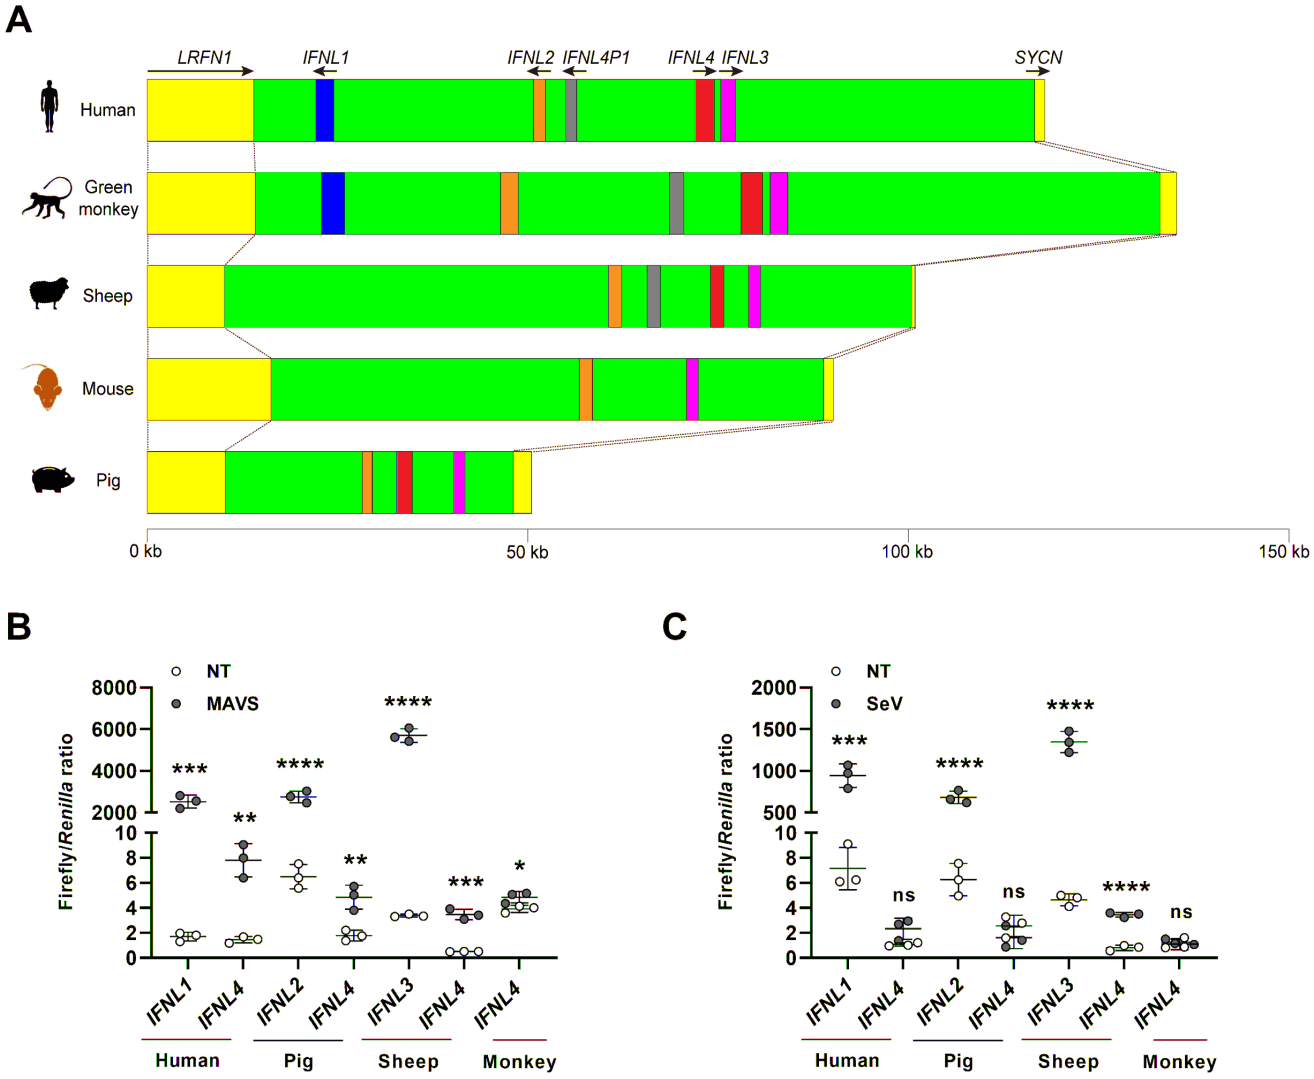 A
LRFN1 IFNL1 IFNL2 IFNL4P1 IFNL4 IFNL3 SYCN
Human
Green
monkey
Sheep
Mouse
Pig
0 kb 50 kb 100 kb 150 kb
B
NT
MAVS
Firefly/Renilla ratio
8000
6000
4000
2000
10
8
6
4
2
0
*** ** **** ** **** *** *
IFNL1 IFNL4 IFNL2 IFNL4 IFNL3 IFNL4 IFNL4
Human Pig Sheep Monkey
C
NT
SeV
Firefly/Renilla ratio
2000
1500
1000
500
10
8
6
4
2
0
*** ns **** ns **** **** ns
IFNL1 IFNL4 IFNL2 IFNL4 IFNL3 IFNL4 IFNL4
Human Pig Sheep Monkey